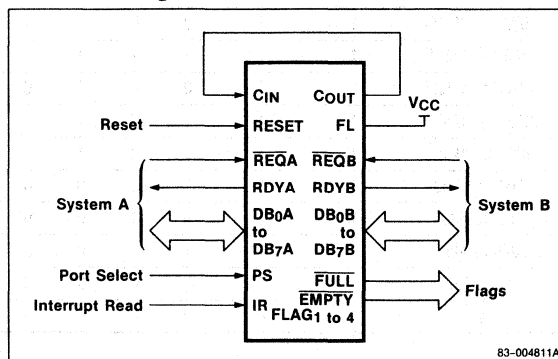 CIN COUT VCC
Reset RESET FL
REQA REQB
RDYA RDYB
System A DB0A DB0B System B
to to
DB7A DB7B
Port Select PS FULL Flags
EMPTY
Interrupt Read IR FLAG1 to 4
83-004811A